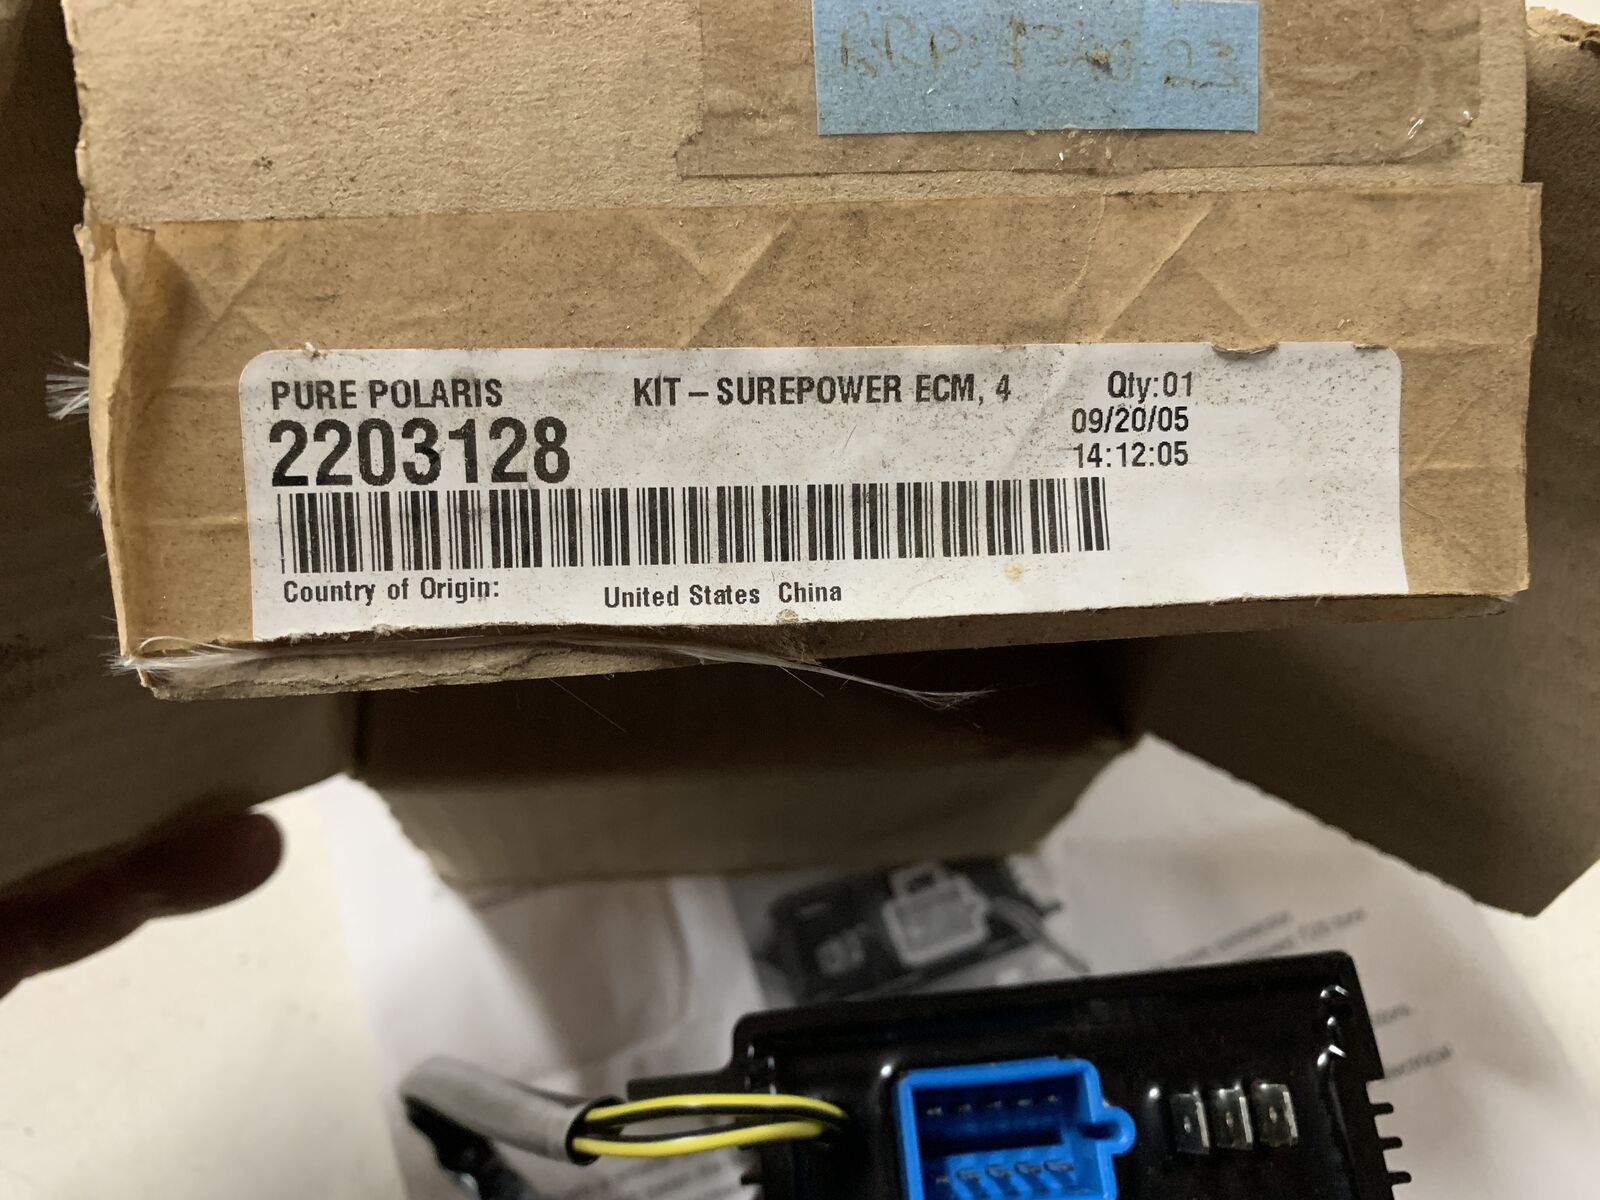 PURE POLARIS KIT – SUREPOWER ECM, 4 Qty:01
2203128 09/20/05
14:12:05
Country of Origin: United States China